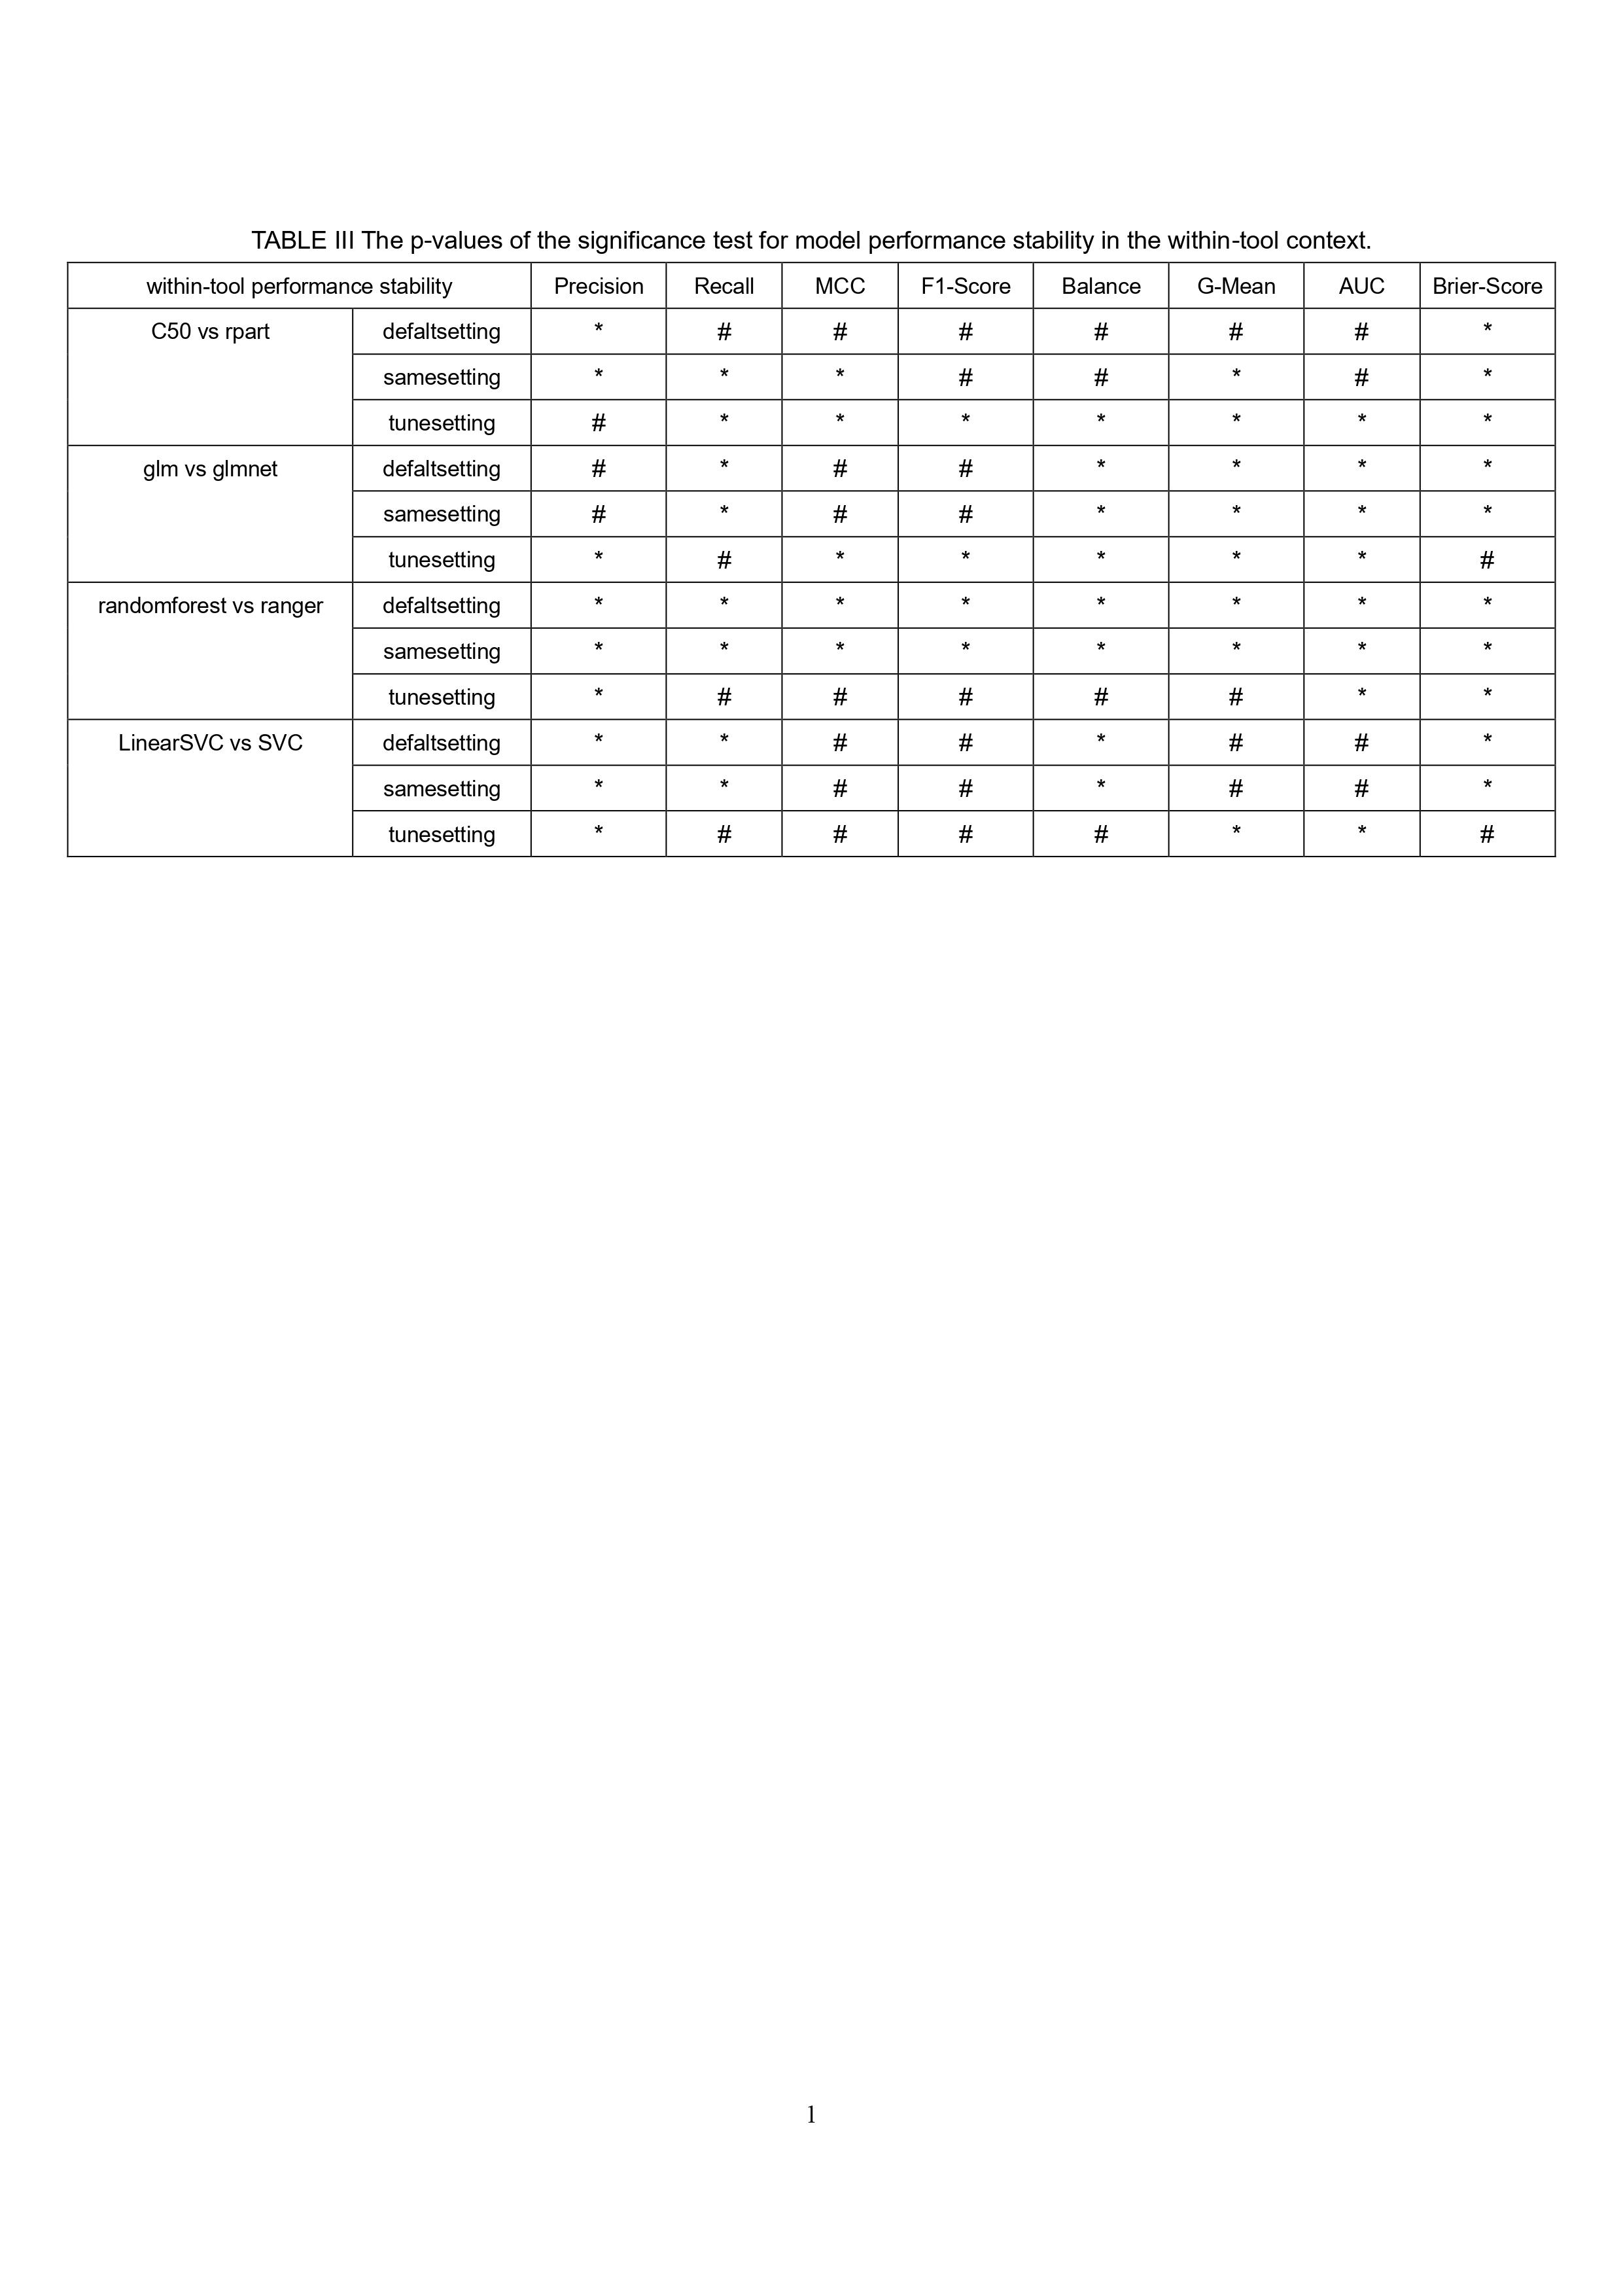 TABLE III The p-values of the significance test for model performance stability in the within-tool context.
within-tool performance stability Precision Recall MCC F1-Score Balance G-Mean AUC Brier-Score
C50 vs rpart defaltsetting * # # # # # # *
samesetting * * * # # * # *
tunesetting # * * * * * * *
glm vs glmnet defaltsetting # * # # * * * *
samesetting # * # # * * * *
tunesetting * # * * * * * #
randomforest vs ranger defaltsetting * * * * * * * *
samesetting * * * * * * * *
tunesetting * # # # # # * *
LinearSVC vs SVC defaltsetting * * # # * # # *
samesetting * * # # * # # *
tunesetting * # # # # * * #
1